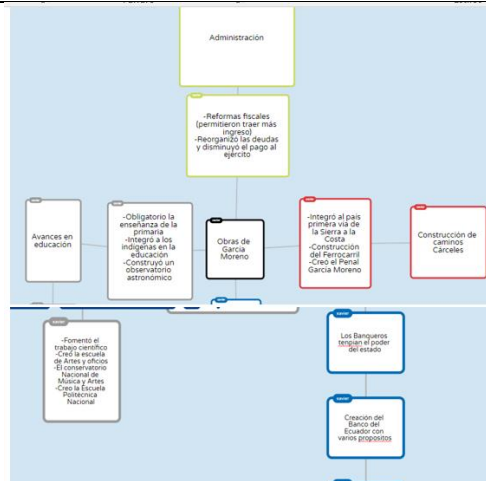 Administración
-Reformas fiscales
(permitieron traer más
ingreso)
-Reorganizó las deudas
y disminuyó el pago al
ejército
Avances en
educación
-Obligatorio la
enseñanza de la
primaria
-Integró a los
indígenas en la
educación
-Construyó un
observatorio
astronómico
Obras de
García
Moreno
-Integró al país
primera vía de
la Sierra a la
Costa
-Construcción
del Ferrocarril
-Creó el Penal
García Moreno
Construcción de
caminos
Cárceles
-Fomentó el
trabajo científico
-Creó la escuela
de Artes y oficios
-El conservatorio
Nacional de
Música y Artes
-Creo la Escuela
Politécnica
Nacional
Los Banqueros
tenpian el poder
del estado
Creación del
Banco del
Ecuador con
varios propositos